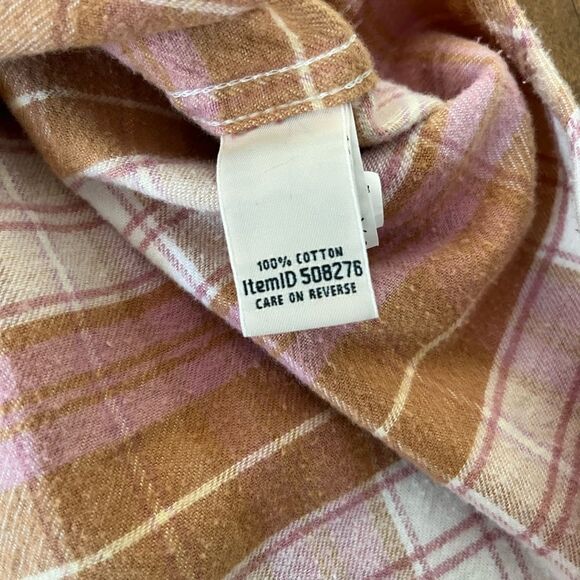 100% COTTON
ItemID 508276
CARE ON REVERSE